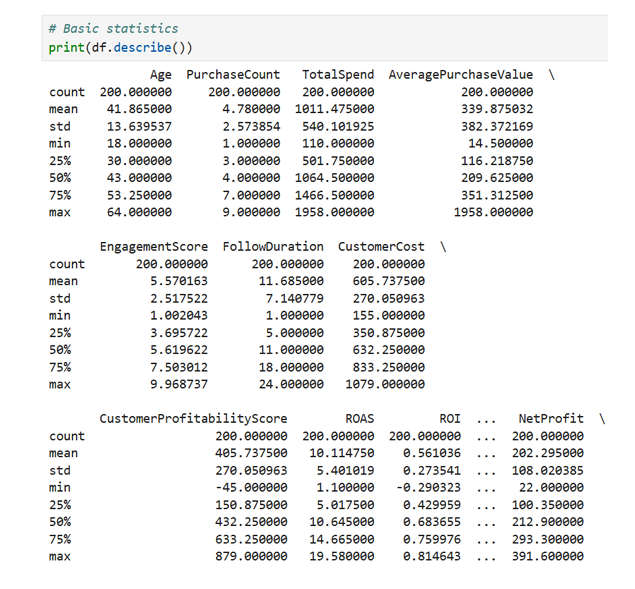 # Basic statistics
print(df.describe())
Age PurchaseCount TotalSpend AveragePurchaseValue \
count 200.000000 200.000000 200.000000 200.000000
mean 41.865000 4.780000 1011.475000 339.875032
std 13.639537 2.573854 540.101925 382.372169
min 18.000000 1.000000 110.000000 14.500000
25% 30.000000 3.000000 501.750000 116.218750
50% 43.000000 4.000000 1064.500000 209.625000
75% 53.250000 7.000000 1466.500000 351.312500
max 64.000000 9.000000 1958.000000 1958.000000
EngagementScore FollowDuration CustomerCost \
count 200.000000 200.000000 200.000000
mean 5.570163 11.685000 605.737500
std 2.517522 7.140779 270.050963
min 1.002043 1.000000 155.000000
25% 3.695722 5.000000 350.875000
50% 5.619622 11.000000 632.250000
75% 7.503012 18.000000 833.250000
max 9.968737 24.000000 1079.000000
CustomerProfitabilityScore ROAS ROI ... NetProfit \
count 200.000000 200.000000 200.000000 ... 200.000000
mean 405.737500 10.114750 0.561036 ... 202.295000
std 270.050963 5.401019 0.273541 ... 108.020385
min -45.000000 1.100000 -0.290323 ... 22.000000
25% 150.875000 5.017500 0.429959 ... 100.350000
50% 432.250000 10.645000 0.683655 ... 212.900000
75% 633.250000 14.665000 0.759976 ... 293.300000
max 879.000000 19.580000 0.814643 ... 391.600000